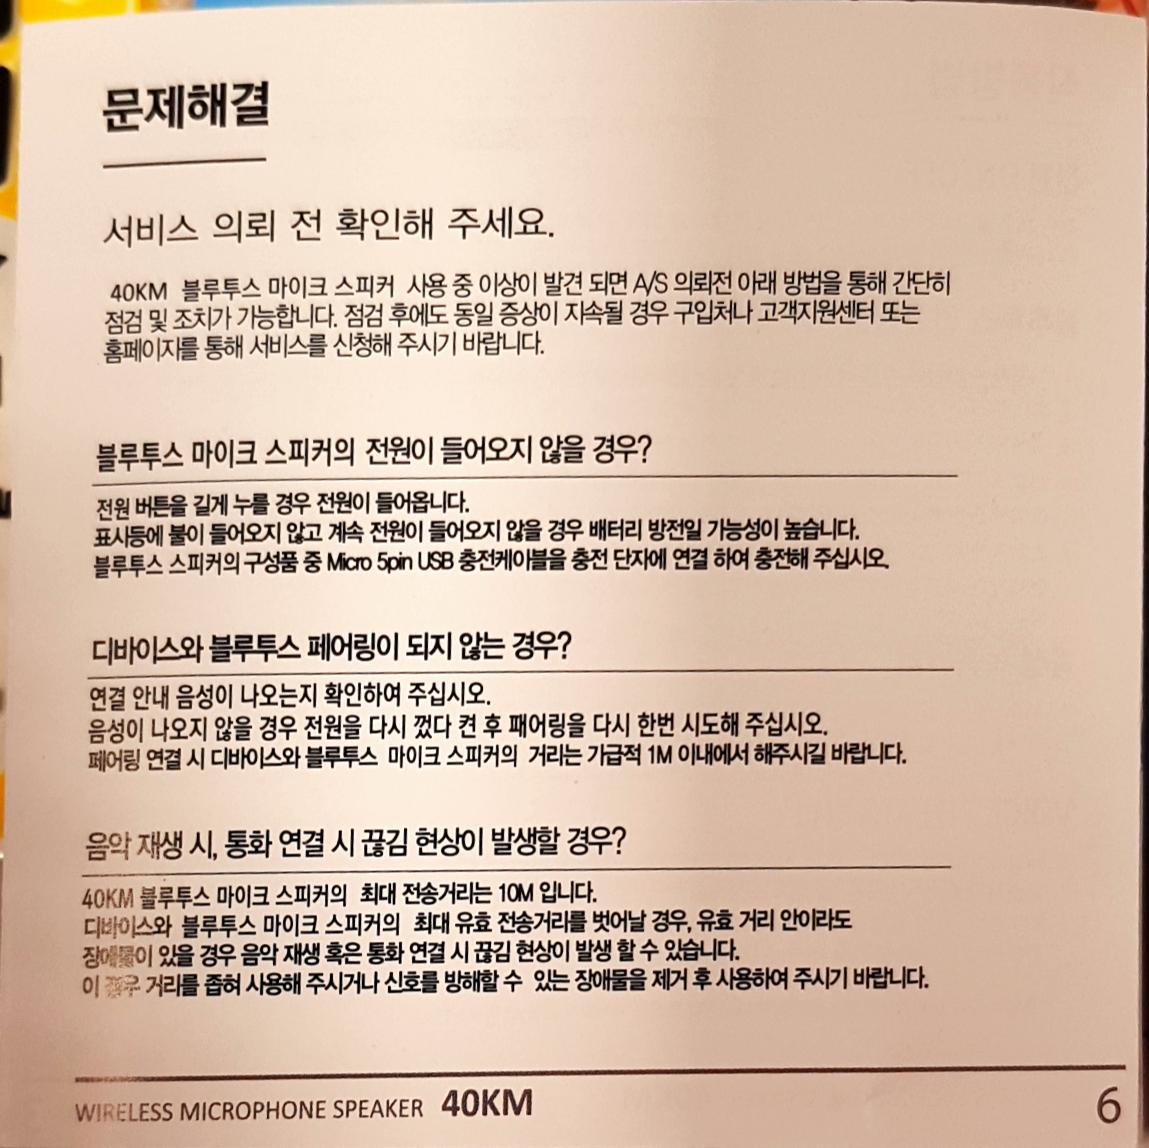 문제해결
서비스 의뢰 전 확인해 주세요.
40KM 블루투스 마이크 스피커 사용 중 이상이 발견 되면 A/S 의뢰전 아래 방법을 통해 간단히
점검 및 조치가 가능합니다. 점검 후에도 동일 증상이 지속될 경우 구입처나 고객지원센터 또는
홈페이지를 통해 서비스를 신청해 주시기 바랍니다.
블루투스 마이크 스피커의 전원이 들어오지 않을 경우?
전원 버튼을 길게 누를 경우 전원이 들어옵니다.
표시등에 불이 들어오지 않고 계속 전원이 들어오지 않을 경우 배터리 방전일 가능성이 높습니다.
블루투스 스피커의 구성품 중 Micro 5pin USB 충전케이블을 충전 단자에 연결 하여 충전해 주십시오.
디바이스와 블루투스 페어링이 되지 않는 경우?
연결 안내 음성이 나오는지 확인하여 주십시오.
음성이 나오지 않을 경우 전원을 다시 껐다 켠 후 패어링을 다시 한번 시도해 주십시오.
페어링 연결 시 디바이스와 블루투스 마이크 스피커의 거리는 가급적 1M 이내에서 해주시길 바랍니다.
음악 재생 시, 통화 연결 시 끊김 현상이 발생할 경우?
40KM 블루투스 마이크 스피커의 최대 전송거리는 10M 입니다.
디바이스와 블루투스 마이크 스피커의 최대 유효 전송거리를 벗어날 경우, 유효 거리 안이라도
장애물이 있을 경우 음악 재생 혹은 통화 연결 시 끊김 현상이 발생 할 수 있습니다.
이 경우 거리를 좁혀 사용해 주시거나 신호를 방해할 수 있는 장애물을 제거 후 사용하여 주시기 바랍니다.
WIRELESS MICROPHONE SPEAKER 40KM
6